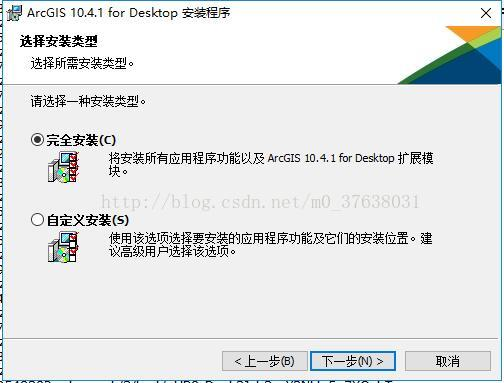 ArcGIS 10.4.1 for Desktop 安装程序
选择安装类型
选择所需安装类型。
请选择一种安装类型。
完全安装(C)
将安装所有应用程序功能以及 ArcGIS 10.4.1 for Desktop 扩展模
块。
http://blog.csdn.net/m0_37638031
自定义安装(S)
使用该选项选择要安装的应用程序功能及它们的安装位置。建
议高级用户选择该选项。
< 上一步(B) 下一步(N) > 取消